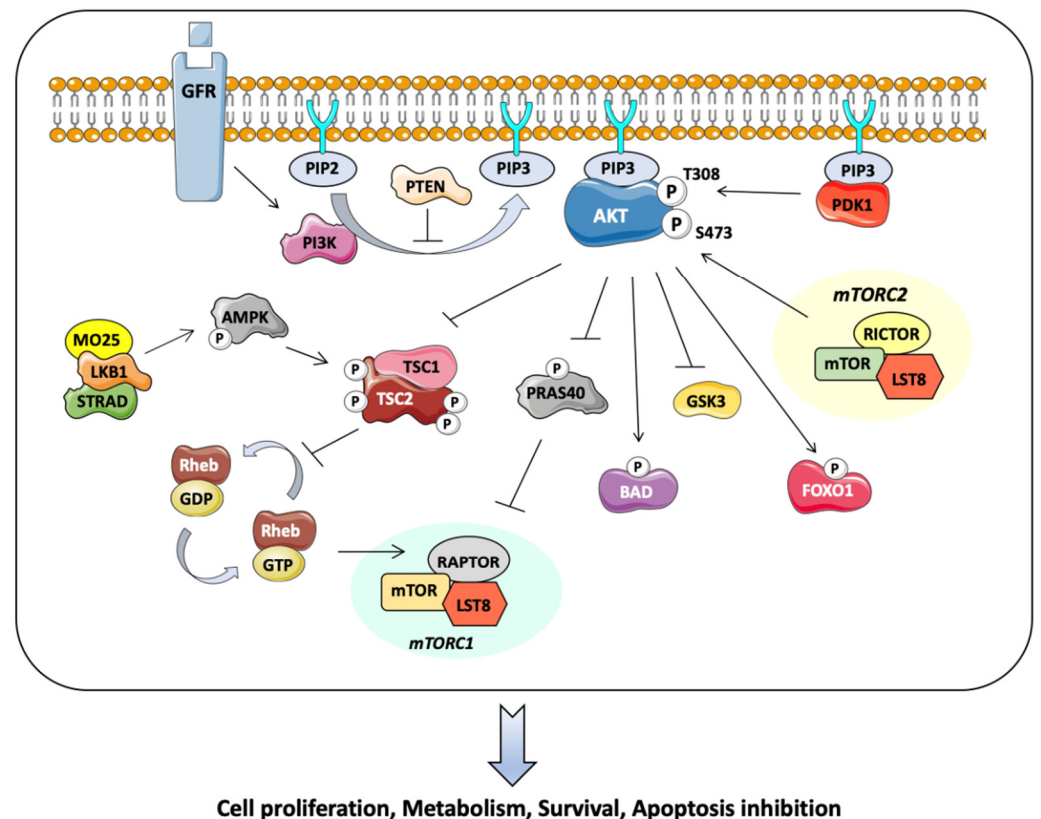 GFR
PIP2
PIP3
PIP3
PIP3
PTEN
P
T308
AKT
PDK1
P
S473
PI3K
mTORC2
AMPK
P
MO25
LKB1
STRAD
RICTOR
mTOR
LST8
P
TSC1
P
TSC2
P
P
P
PRAS40
GSK3
Rheb
GDP
P
BAD
P
FOXO1
Rheb
GTP
RAPTOR
mTOR
LST8
mTORC1
Cell proliferation, Metabolism, Survival, Apoptosis inhibition